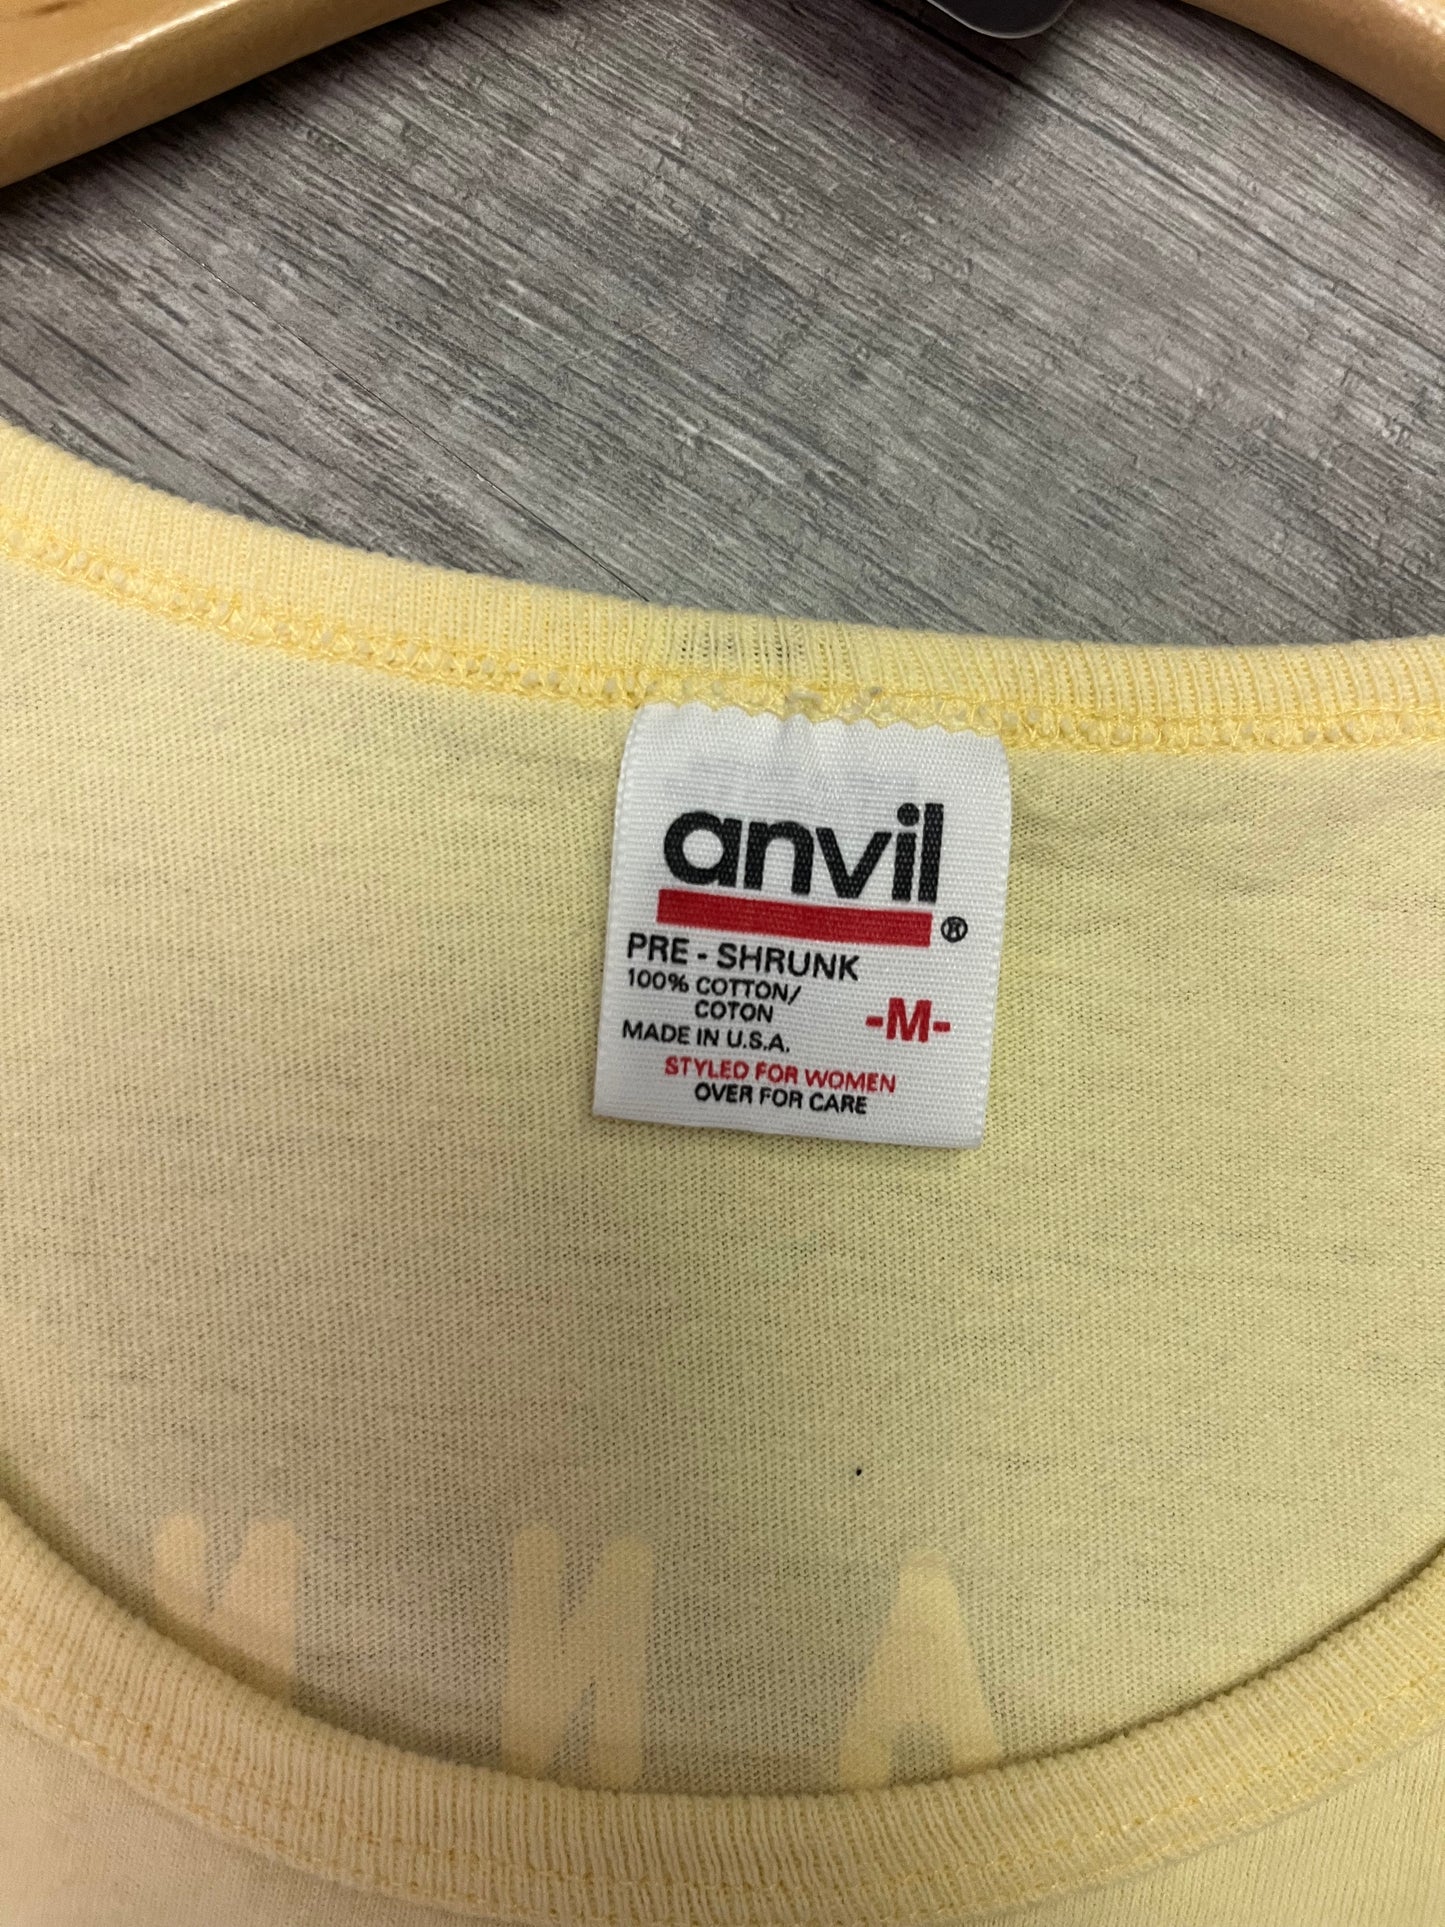 anvil®
PRE - SHRUNK
100% COTTON/
COTON
-M-
MADE IN U.S.A.
STYLED FOR WOMEN
OVER FOR CARE